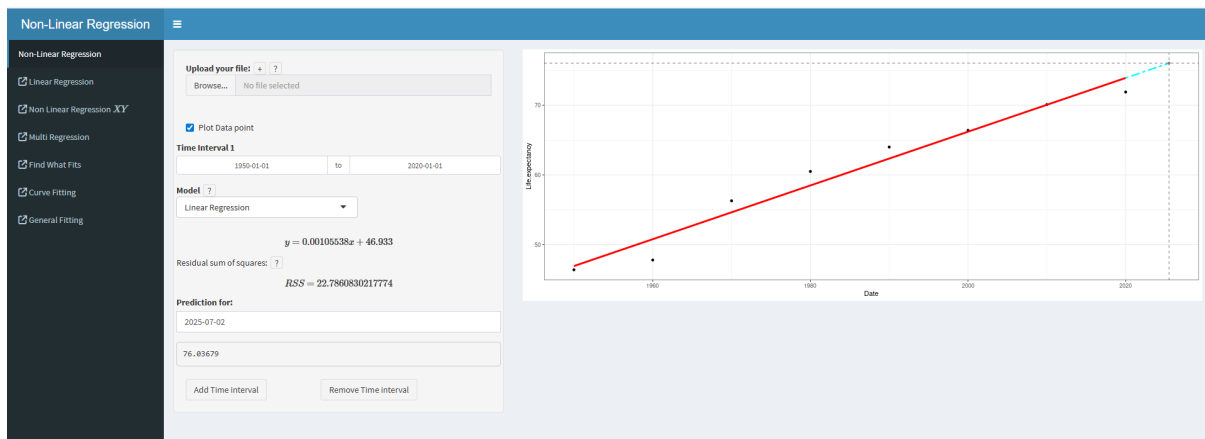 Non-Linear Regression
Non-Linear Regression
Linear Regression
Non Linear Regression XY
Multi Regression
Find What Fits
Curve Fitting
General Fitting
Upload your file: + ?
Browse... No file selected
Plot Data point
Time Interval 1
1950-01-01 to 2020-01-01
Model ?
Linear Regression
y = 0.00105538x + 46.933
Residual sum of squares: ?
RSS = 22.7860830217774
Prediction for:
2025-07-02
76.03679
Add Time interval Remove Time interval
70
60
50
Life.expectancy
1960 1980 2000 2020
Date